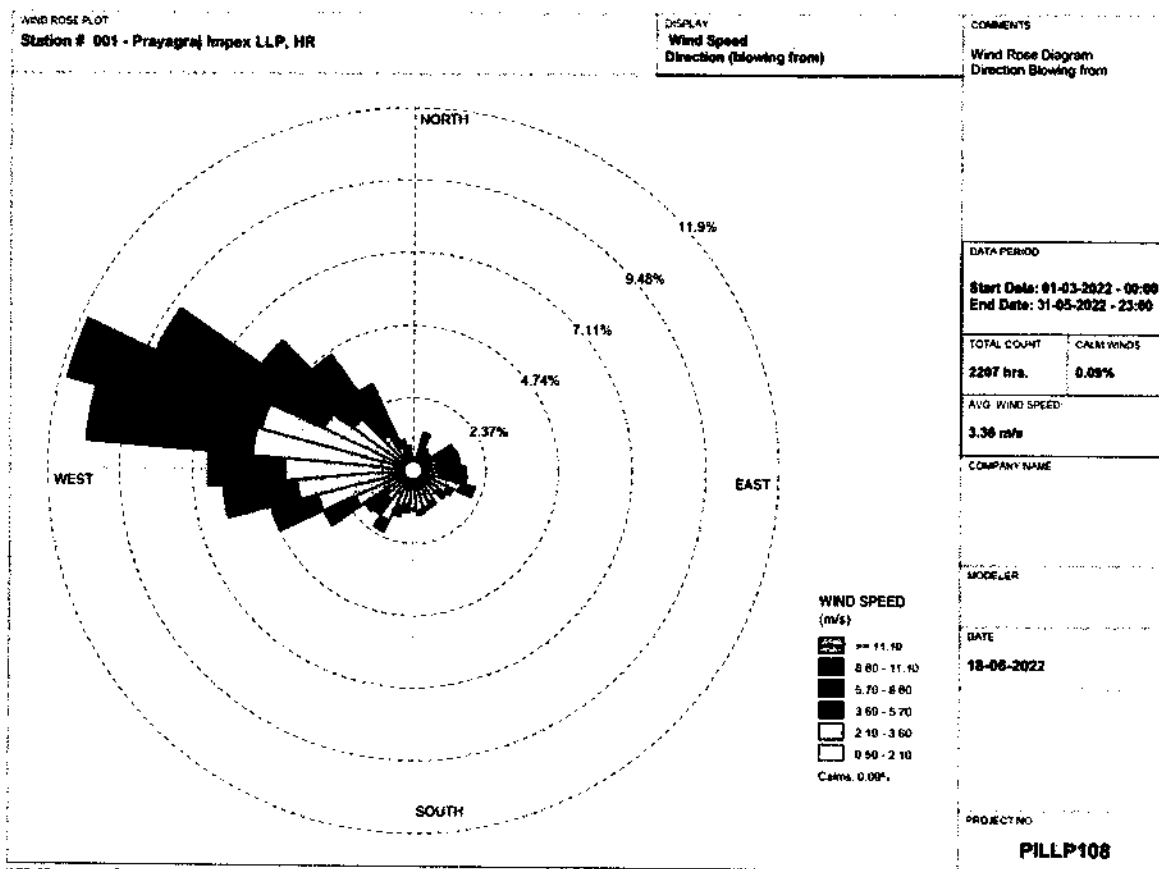 WIND ROSE PLOT
Station # 001 - Prayagraj Impex LLP, HR
DISPLAY
Wind Speed
Direction (blowing from)
COMMENTS
Wind Rose Diagram
Direction Blowing from
NORTH
11.9%
9.48%
7.11%
4.74%
2.37%
WEST
EAST
SOUTH
DATA PERIOD
Start Date: 01-03-2022 - 00:00
End Date: 31-05-2022 - 23:00
TOTAL COUNT
CALM WINDS
2207 hrs.
0.09%
AVG. WIND SPEED
3.36 m/s
COMPANY NAME
MODELER
WIND SPEED
(m/s)
>= 11.10
8.80 - 11.10
5.70 - 8.80
3.60 - 5.70
2.10 - 3.60
0.50 - 2.10
Calms: 0.09%
DATE
18-06-2022
PROJECT NO.
PILLP108